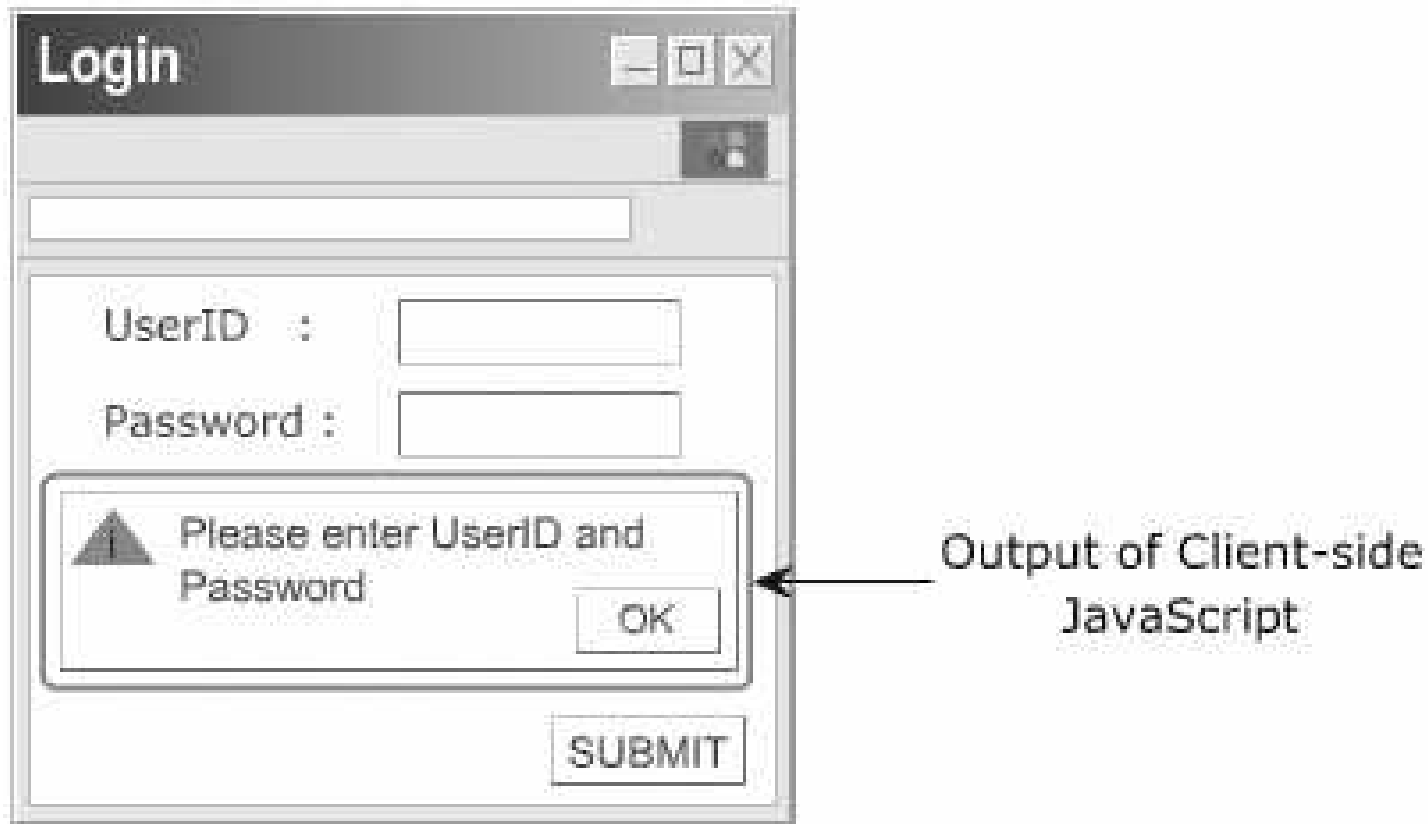 Login
UserID :
Password :
Please enter UserID and
Password
OK
SUBMIT
Output of Client-side
JavaScript